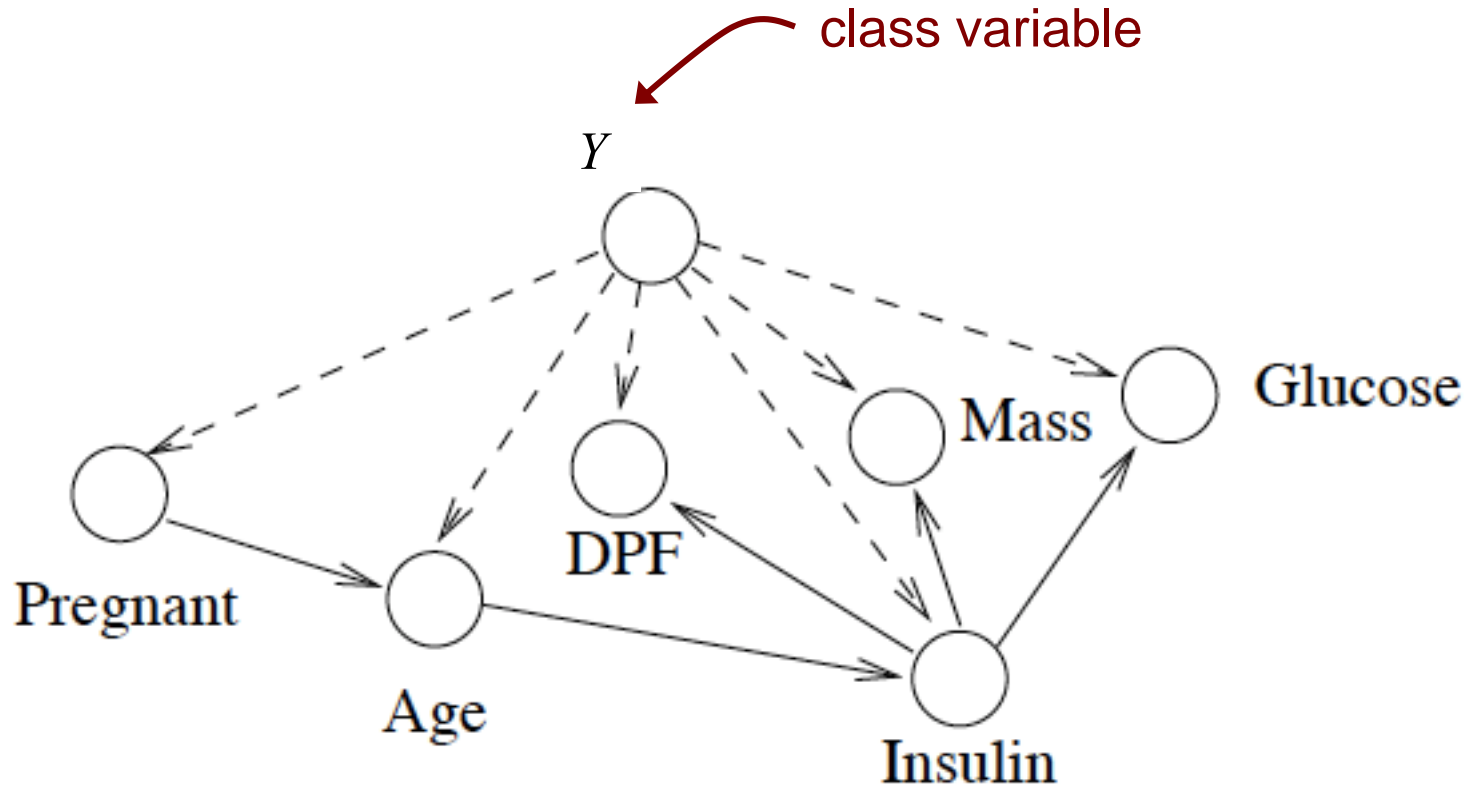 class variable
Y
Glucose
Mass
DPF
Pregnant
Age
Insulin